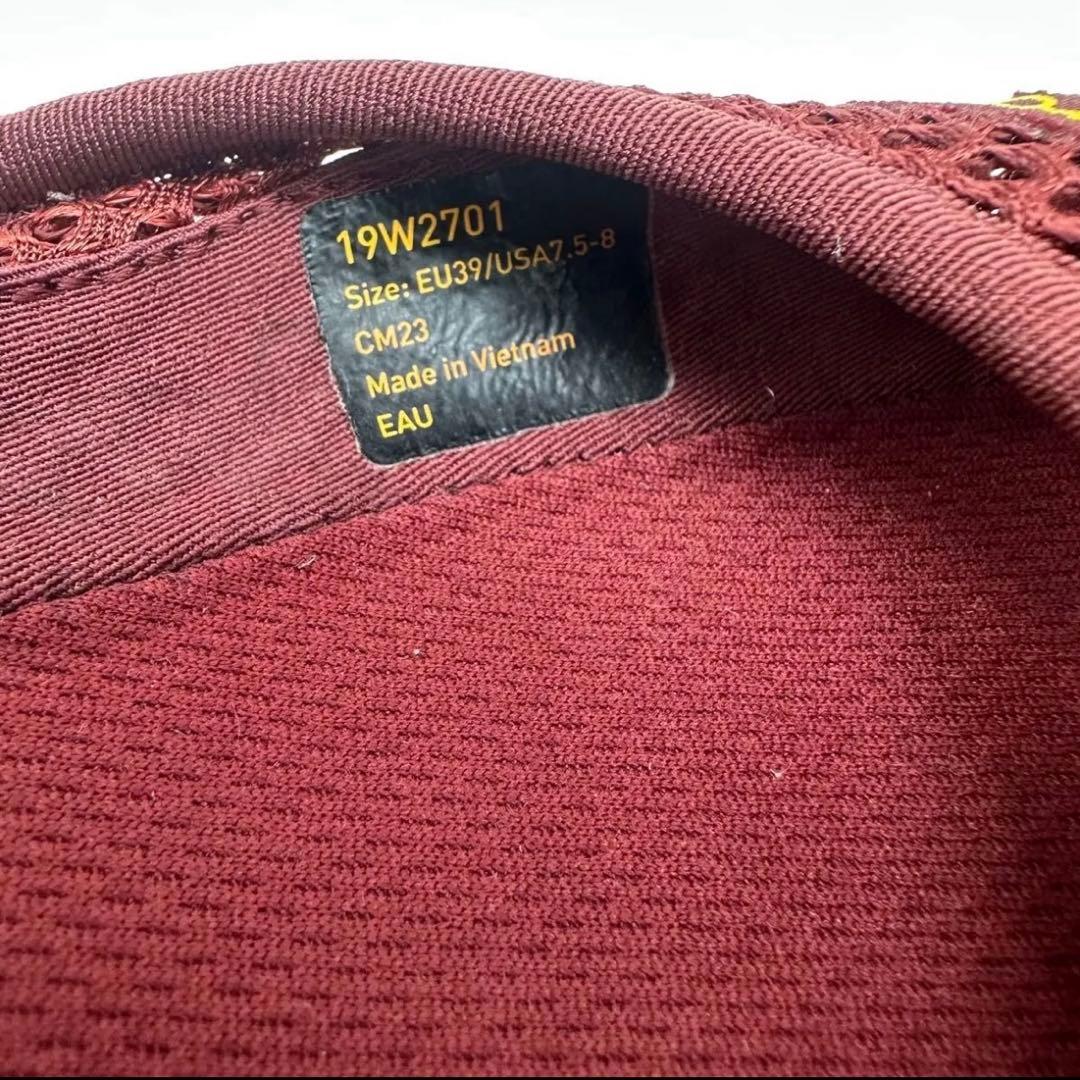 19W2701
Size: EU39/USA7.5-8
CM23
Made in Vietnam
EAU